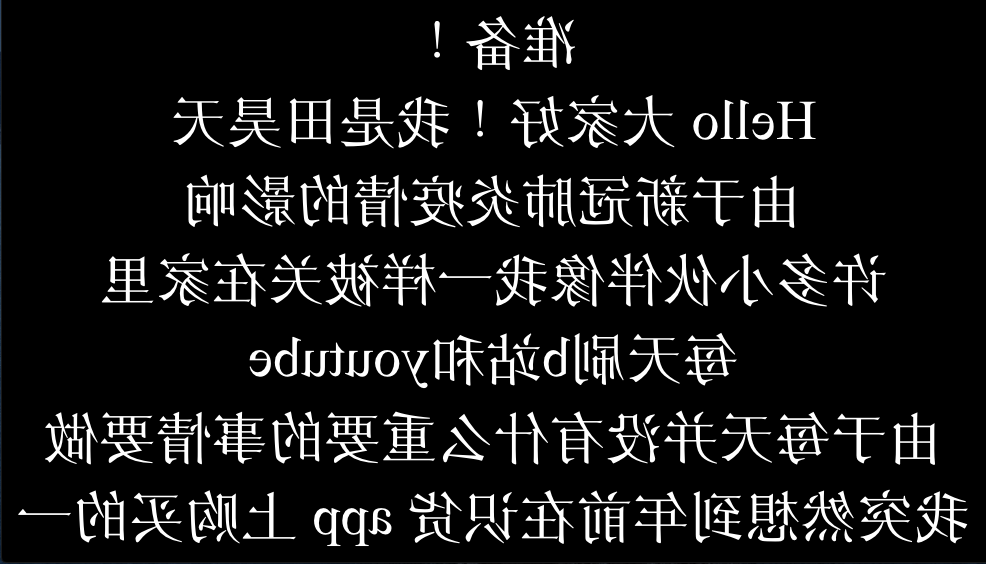 准备！
Hello 大家好！我是田昊天
由于新冠肺炎疫情的影响
许多小伙伴像我一样被关在家里
每天刷b站和youtube
由于每天并没有什么重要的事情要做
我突然想到年前在识货 app 上购买的一